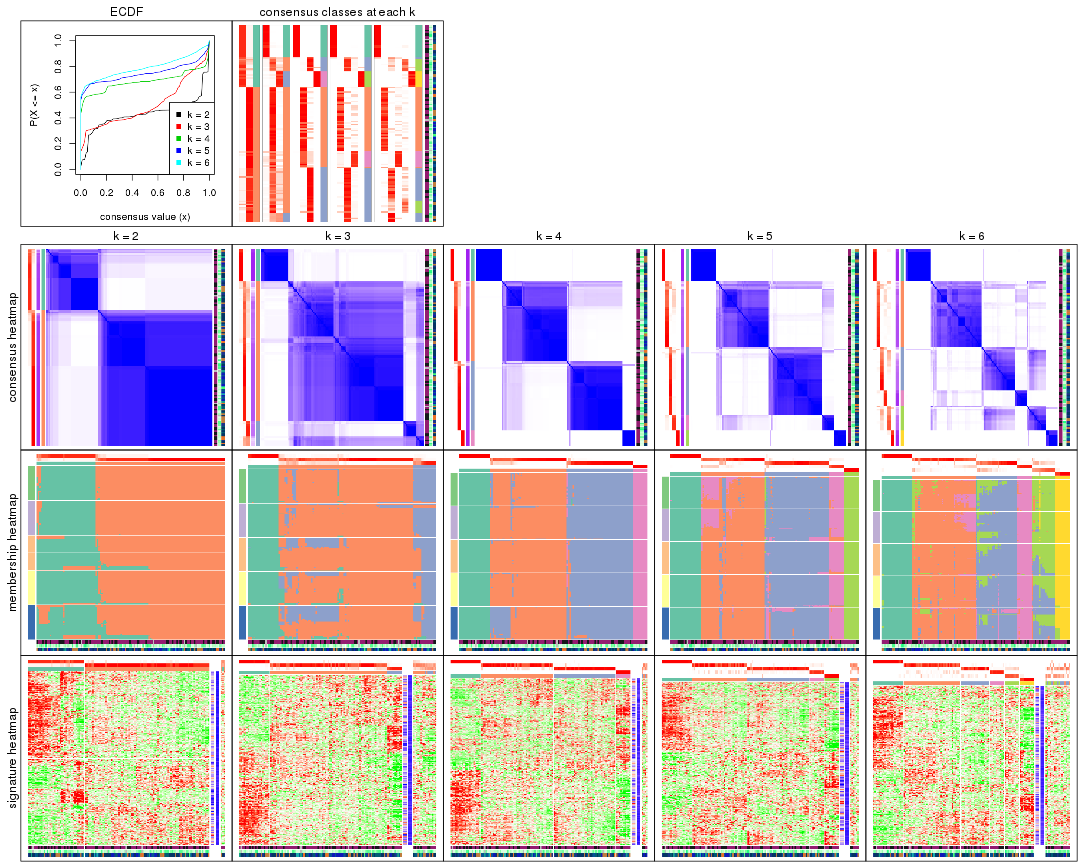 ECDF
consensus classes at each k
P(X <= x)
0.0 0.2 0.4 0.6 0.8 1.0
k = 2
k = 3
k = 4
k = 5
k = 6
0.0 0.2 0.4 0.6 0.8 1.0
consensus value (x)
k = 2
k = 3
k = 4
k = 5
k = 6
consensus heatmap
membership heatmap
signature heatmap